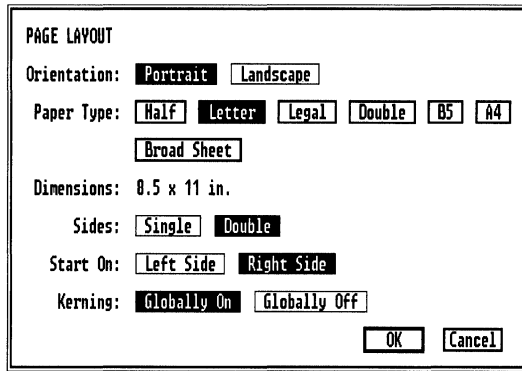 PAGE LAYOUT
Orientation: Portrait Landscape
Paper Type: Half Letter Legal Double B5 A4
Broad Sheet
Dimensions: 8.5 x 11 in.
Sides: Single Double
Start On: Left Side Right Side
Kerning: Globally On Globally Off
OK Cancel